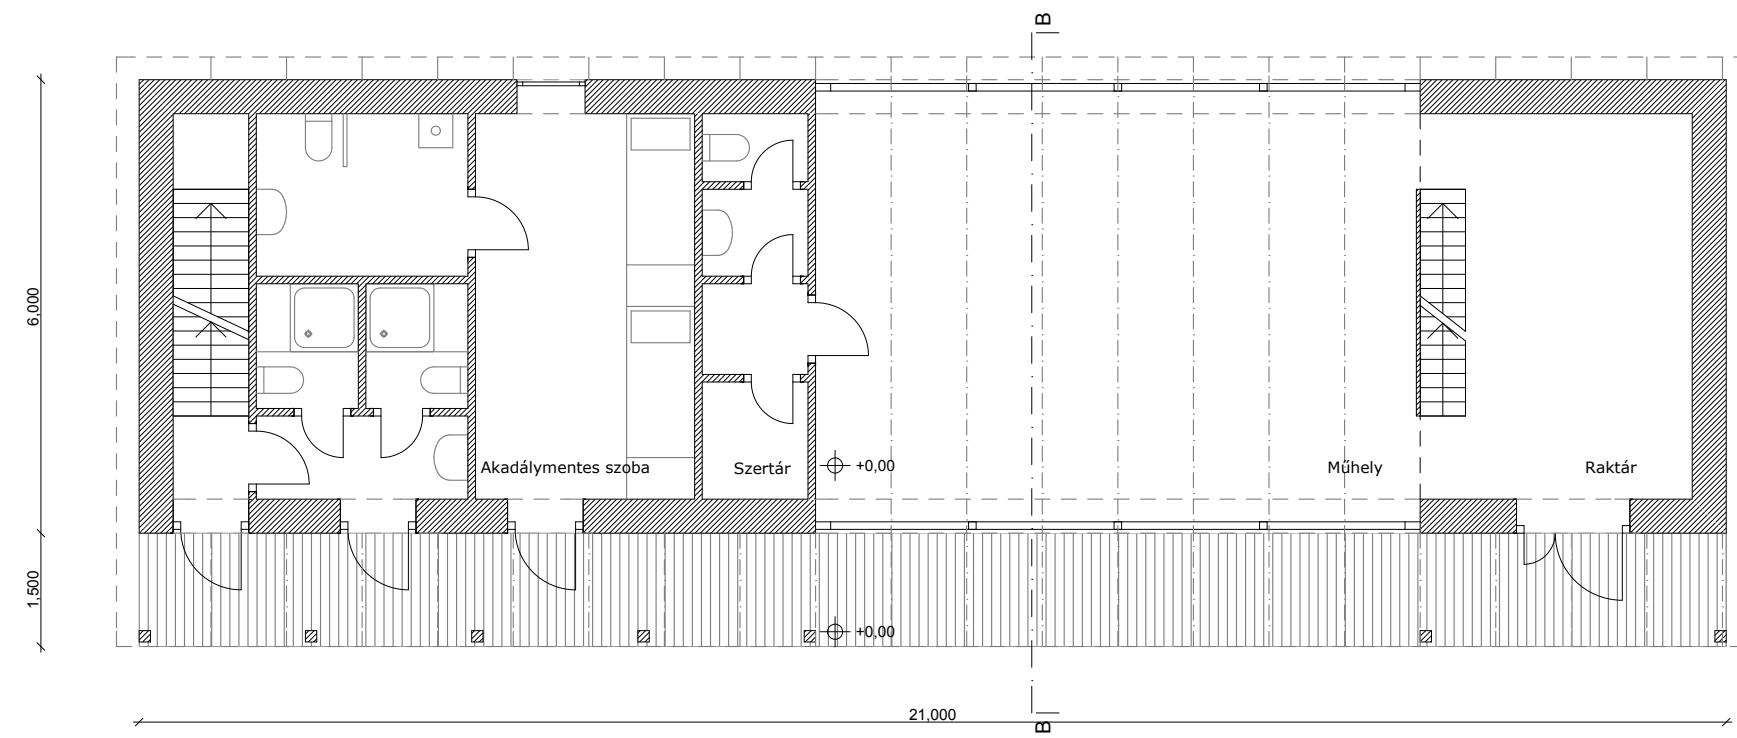 B
6,000
Akadálymentes szoba
Szertár
+0,00
Műhely
Raktár
1,500
+0,00
21,000
B